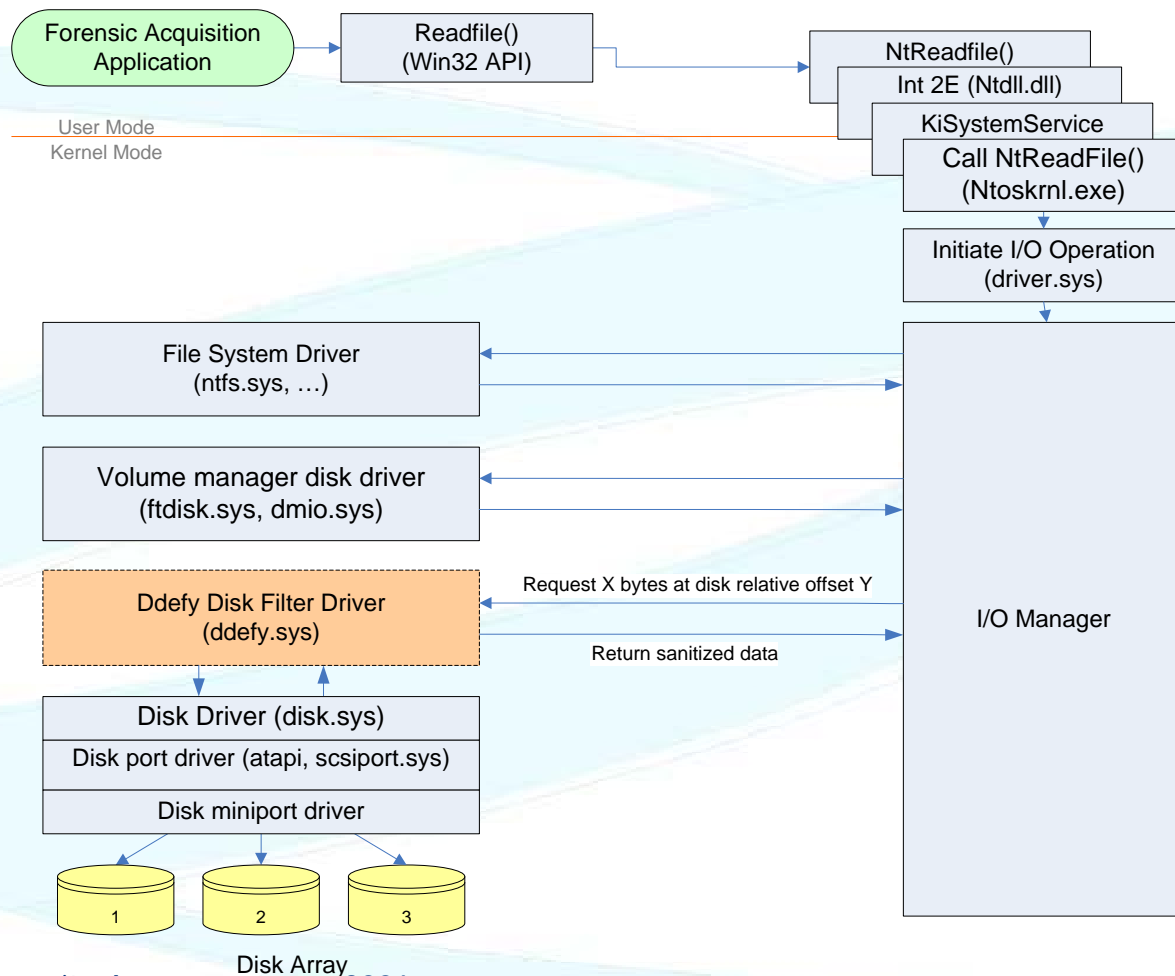 Forensic Acquisition
Application
Readfile()
(Win32 API)
NtReadfile()
Int 2E (Ntdll.dll)
KiSystemService
Call NtReadFile()
(Ntoskrnl.exe)
User Mode
Kernel Mode
Initiate I/O Operation
(driver.sys)
File System Driver
(ntfs.sys, …)
Volume manager disk driver
(ftdisk.sys, dmio.sys)
Ddefy Disk Filter Driver
(ddefy.sys)
Request X bytes at disk relative offset Y
Return sanitized data
I/O Manager
Disk Driver (disk.sys)
Disk port driver (atapi, scsiport.sys)
Disk miniport driver
1
2
3
Disk Array